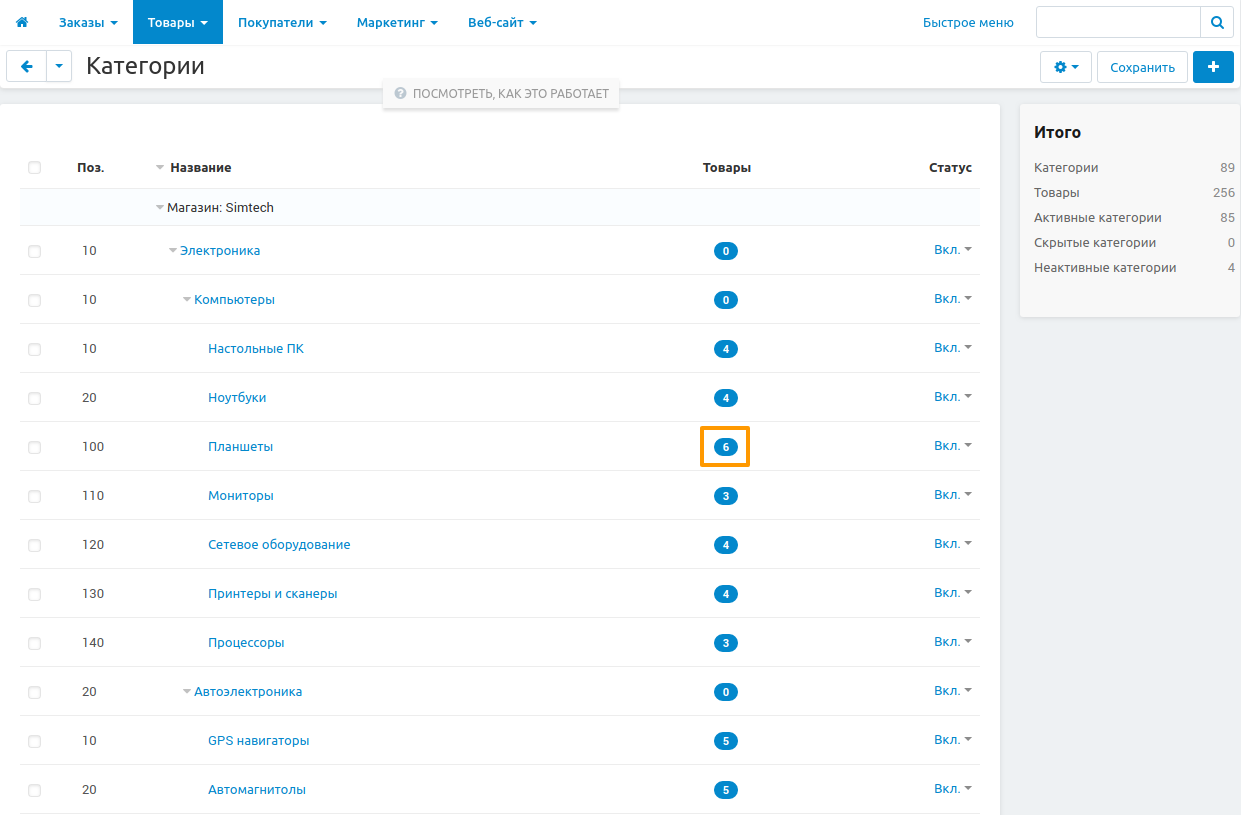 Заказы Товары Покупатели Маркетинг Веб-сайт Быстрое меню
Категории Сохранить
ПОСМОТРЕТЬ, КАК ЭТО РАБОТАЕТ
Итого
Категории 89
Товары 256
Активные категории 85
Скрытые категории 0
Неактивные категории 4
Поз. Название Товары Статус
Магазин: Simtech
10 Электроника 0 Вкл.
10 Компьютеры 0 Вкл.
10 Настольные ПК 4 Вкл.
20 Ноутбуки 4 Вкл.
100 Планшеты 6 Вкл.
110 Мониторы 3 Вкл.
120 Сетевое оборудование 4 Вкл.
130 Принтеры и сканеры 4 Вкл.
140 Процессоры 3 Вкл.
20 Автоэлектроника 0 Вкл.
10 GPS навигаторы 5 Вкл.
20 Автомагнитолы 5 Вкл.